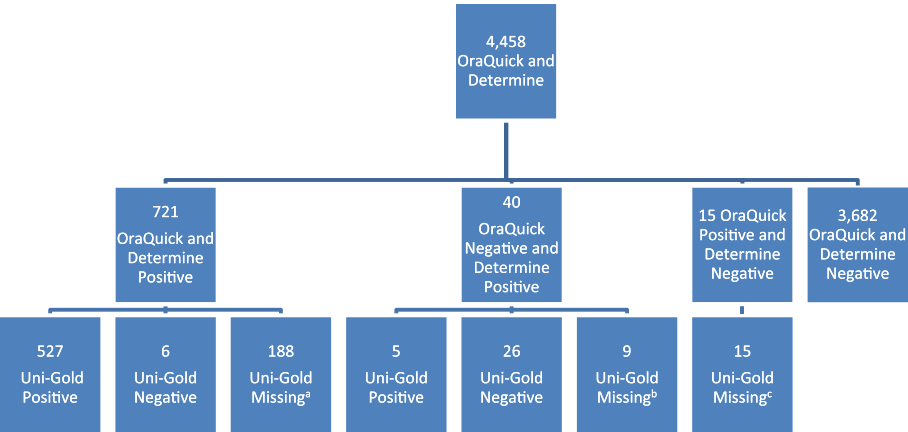 4,458
OraQuick and
Determine
721
OraQuick and
Determine
Positive
40
OraQuick
Negative and
Determine
Positive
15 OraQuick
Positive and
Determine
Negative
3,682
OraQuick and
Determine
Negative
527
Uni-Gold
Positive
6
Uni-Gold
Negative
188
Uni-Gold
Missingᵃ
5
Uni-Gold
Positive
26
Uni-Gold
Negative
9
Uni-Gold
Missingᵇ
15
Uni-Gold
Missingᶜ